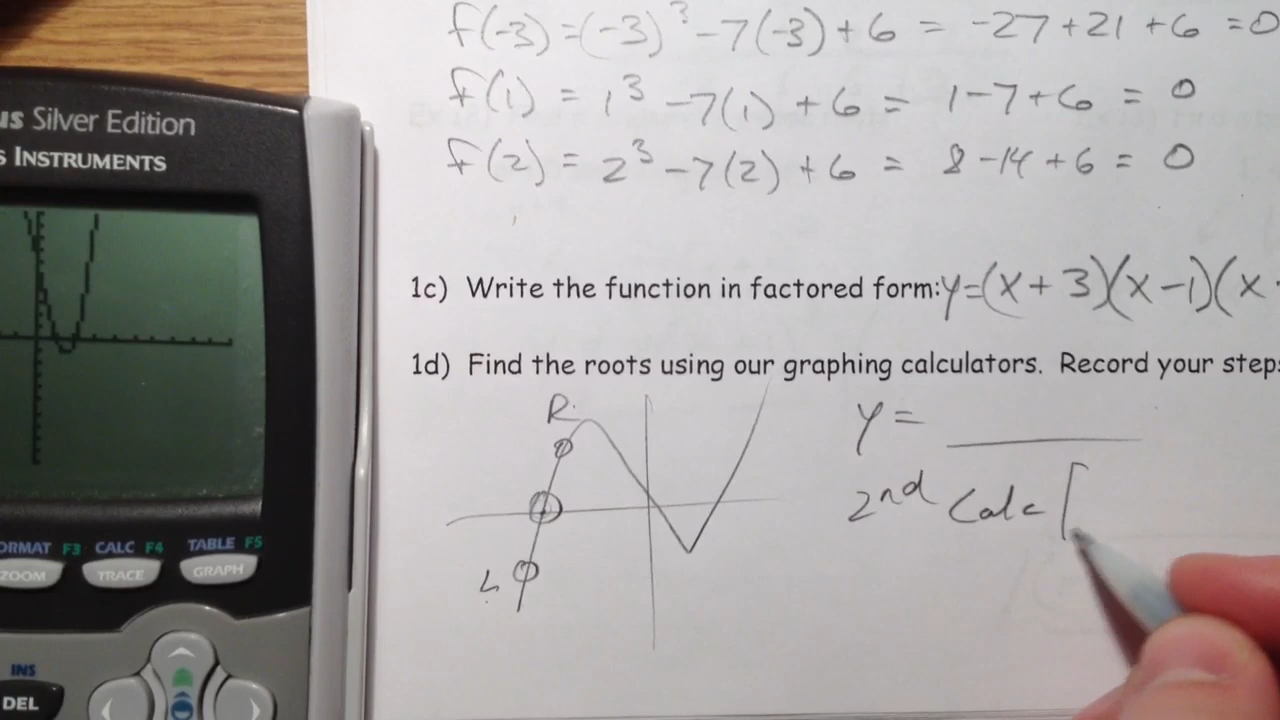 f(-3) = (-3)³ - 7(-3) + 6 = -27 + 21 + 6 = 0
f(1) = 1³ - 7(1) + 6 = 1 - 7 + 6 = 0
f(2) = 2³ - 7(2) + 6 = 8 - 14 + 6 = 0
us Silver Edition
S INSTRUMENTS
1c) Write the function in factored form: y=(x + 3)(x - 1)(x
1d) Find the roots using our graphing calculators. Record your steps
R.
y = 
2nd Calc [
L
ORMAT F3 CALC F4 TABLE F5
ZOOM TRACE GRAPH
INS
DEL